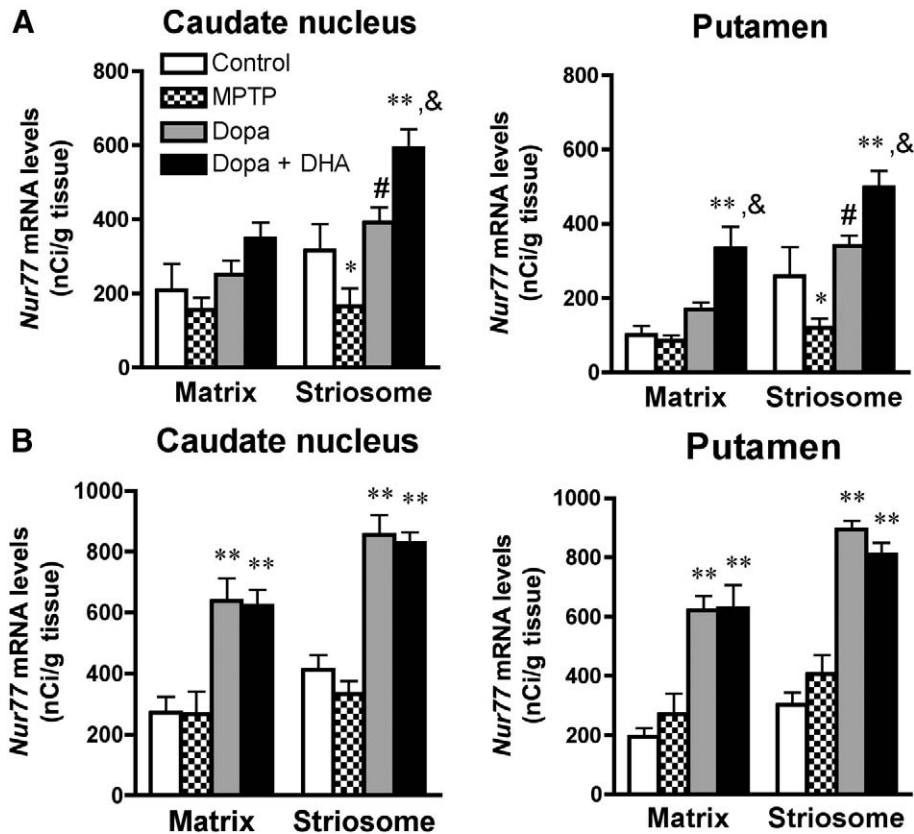 A
Caudate nucleus
Control
MPTP
Dopa
Dopa + DHA
Nur77 mRNA levels
(nCi/g tissue)
800
600
400
200
0
*
#
**,&
Matrix
Striosome
Putamen
Nur77 mRNA levels
(nCi/g tissue)
800
600
400
200
0
**,&
*
#
**,&
Matrix
Striosome
B
Caudate nucleus
Nur77 mRNA levels
(nCi/g tissue)
1000
800
600
400
200
0
** **
** **
Matrix
Striosome
Putamen
Nur77 mRNA levels
(nCi/g tissue)
1000
800
600
400
200
0
** **
** **
Matrix
Striosome